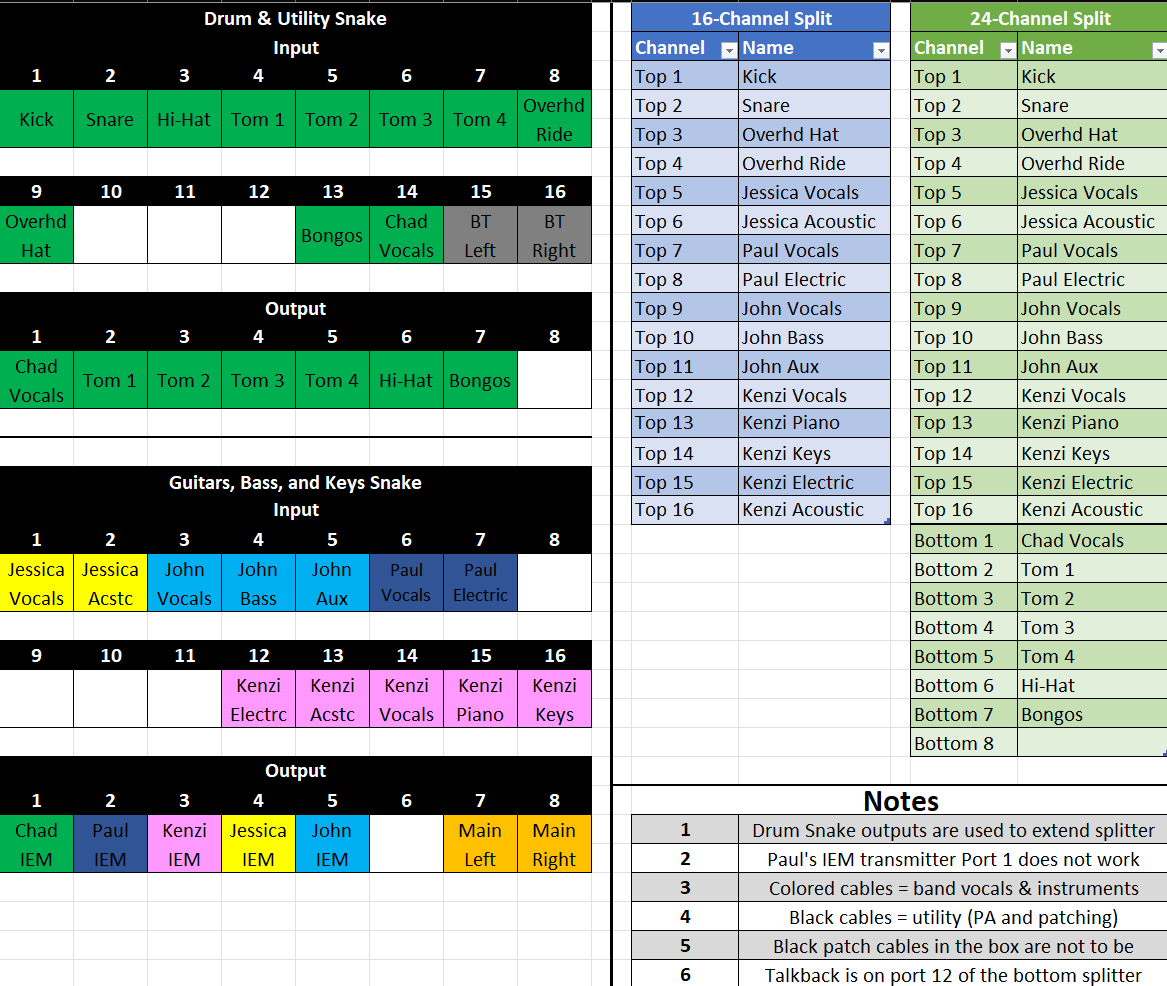 Drum & Utility Snake
Input
1 2 3 4 5 6 7 8
Kick Snare Hi-Hat Tom 1 Tom 2 Tom 3 Tom 4 Overhd Ride
9 10 11 12 13 14 15 16
Overhd Hat Bongos Chad Vocals BT Left BT Right
Output
1 2 3 4 5 6 7 8
Chad Vocals Tom 1 Tom 2 Tom 3 Tom 4 Hi-Hat Bongos
Guitars, Bass, and Keys Snake
Input
1 2 3 4 5 6 7 8
Jessica Vocals Jessica Acstc John Vocals John Bass John Aux Paul Vocals Paul Electric
9 10 11 12 13 14 15 16
Kenzi Electrc Kenzi Acstc Kenzi Vocals Kenzi Piano Kenzi Keys
Output
1 2 3 4 5 6 7 8
Chad IEM Paul IEM Kenzi IEM Jessica IEM John IEM Main Left Main Right
16-Channel Split
Channel Name
Top 1 Kick
Top 2 Snare
Top 3 Overhd Hat
Top 4 Overhd Ride
Top 5 Jessica Vocals
Top 6 Jessica Acoustic
Top 7 Paul Vocals
Top 8 Paul Electric
Top 9 John Vocals
Top 10 John Bass
Top 11 John Aux
Top 12 Kenzi Vocals
Top 13 Kenzi Piano
Top 14 Kenzi Keys
Top 15 Kenzi Electric
Top 16 Kenzi Acoustic
24-Channel Split
Channel Name
Top 1 Kick
Top 2 Snare
Top 3 Overhd Hat
Top 4 Overhd Ride
Top 5 Jessica Vocals
Top 6 Jessica Acoustic
Top 7 Paul Vocals
Top 8 Paul Electric
Top 9 John Vocals
Top 10 John Bass
Top 11 John Aux
Top 12 Kenzi Vocals
Top 13 Kenzi Piano
Top 14 Kenzi Keys
Top 15 Kenzi Electric
Top 16 Kenzi Acoustic
Bottom 1 Chad Vocals
Bottom 2 Tom 1
Bottom 3 Tom 2
Bottom 4 Tom 3
Bottom 5 Tom 4
Bottom 6 Hi-Hat
Bottom 7 Bongos
Bottom 8
Notes
1 Drum Snake outputs are used to extend splitter
2 Paul's IEM transmitter Port 1 does not work
3 Colored cables = band vocals & instruments
4 Black cables = utility (PA and patching)
5 Black patch cables in the box are not to be
6 Talkback is on port 12 of the bottom splitter